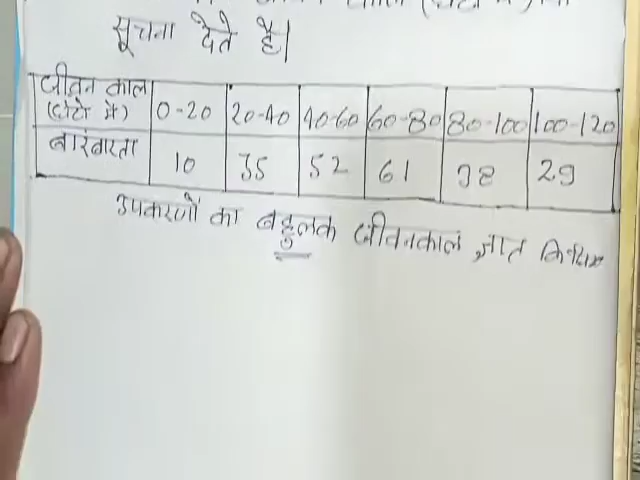 सूचना देते है।
जीवन काल (घंटो में) 0-20 20-40 40-60 60-80 80-100 100-120
बारंबारता 10 35 52 61 38 29
उपकरणों का बहुलक जीवनकाल ज्ञात किजिए